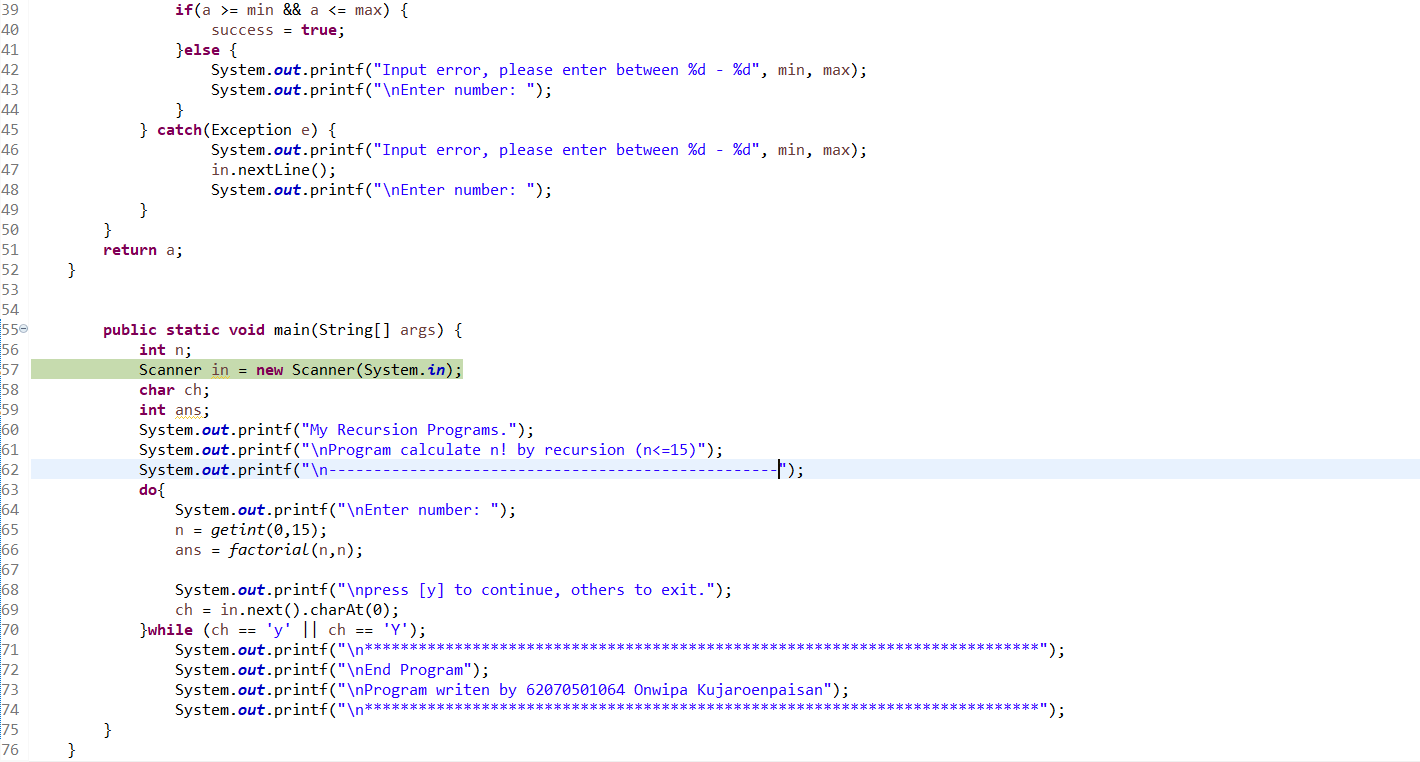 39 if(a >= min && a <= max) {
40 success = true;
41 }else {
42 System.out.printf("Input error, please enter between %d - %d", min, max);
43 System.out.printf("\nEnter number: ");
44 }
45 } catch(Exception e) {
46 System.out.printf("Input error, please enter between %d - %d", min, max);
47 in.nextLine();
48 System.out.printf("\nEnter number: ");
49 }
50 }
51 return a;
52 }
53
54
55 public static void main(String[] args) {
56 int n;
57 Scanner in = new Scanner(System.in);
58 char ch;
59 int ans;
60 System.out.printf("My Recursion Programs.");
61 System.out.printf("\nProgram calculate n! by recursion (n<=15)");
62 System.out.printf("\n--------------------------------------------------");
63 do{
64 System.out.printf("\nEnter number: ");
65 n = getint(0,15);
66 ans = factorial(n,n);
67
68 System.out.printf("\npress [y] to continue, others to exit.");
69 ch = in.next().charAt(0);
70 }while (ch == 'y' || ch == 'Y');
71 System.out.printf("\n***************************************************************************");
72 System.out.printf("\nEnd Program");
73 System.out.printf("\nProgram writen by 62070501064 Onwipa Kujaroenpaisan");
74 System.out.printf("\n***************************************************************************");
75 }
76 }